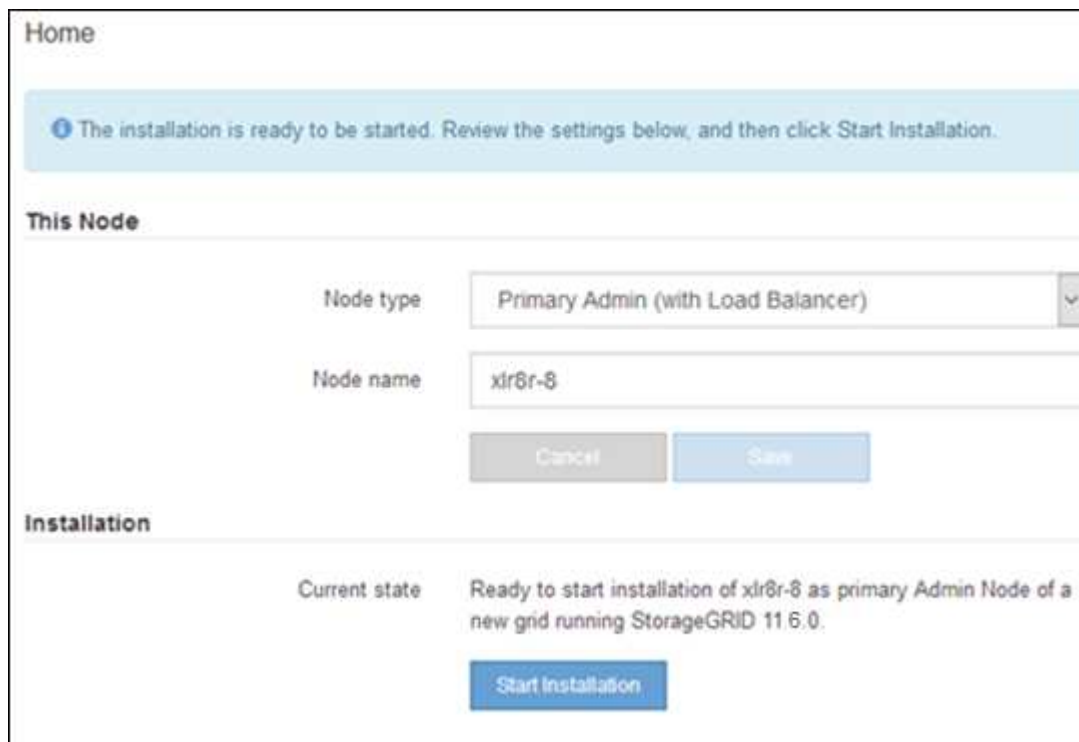 Home
The installation is ready to be started. Review the settings below, and then click Start Installation.
This Node
Node type
Primary Admin (with Load Balancer)
Node name
xlr8r-8
Cancel
Save
Installation
Current state
Ready to start installation of xlr8r-8 as primary Admin Node of a
new grid running StorageGRID 11.6.0.
Start Installation